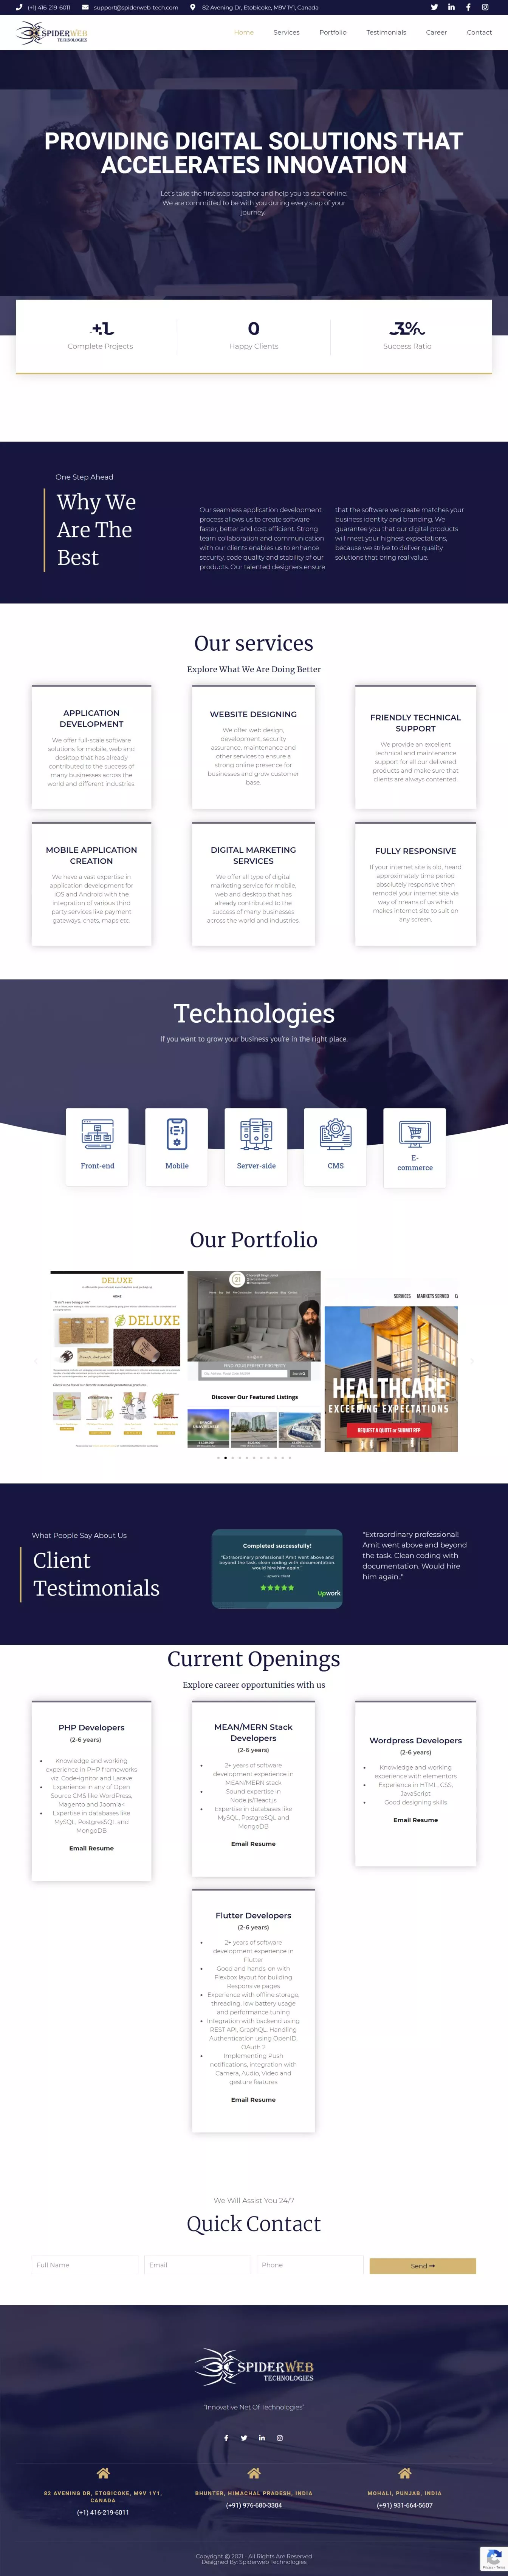 (+1) 416-219-6011 support@spiderweb-tech.com 82 Avening Dr, Etobicoke, M9V 1Y1, Canada
SPIDERWEB
TECHNOLOGIES
Home Services Portfolio Testimonials Career Contact
PROVIDING DIGITAL SOLUTIONS THAT
ACCELERATES INNOVATION
Let's take the first step together and help you to start online.
We are committed to be with you during every step of your
journey.
+1
Complete Projects
0
Happy Clients
3%
Success Ratio
One Step Ahead
Why We
Are The
Best
Our seamless application development
process allows us to create software
faster, better and cost efficient. Strong
team collaboration and communication
with our clients enables us to enhance
security, code quality and stability of our
products. Our talented designers ensure
that the software we create matches your
business identity and branding. We
guarantee you that our digital products
will meet your highest expectations,
because we strive to deliver quality
solutions that bring real value.
Our services
Explore What We Are Doing Better
APPLICATION
DEVELOPMENT
We offer full-scale software
solutions for mobile, web and
desktop that has already
contributed to the success of
many businesses across the
world and different industries.
WEBSITE DESIGNING
We offer web design,
development, security
assurance, maintenance and
other services to ensure a
strong online presence for
businesses and grow customer
base.
FRIENDLY TECHNICAL
SUPPORT
We provide an excellent
technical and maintenance
support for all our delivered
products and make sure that
clients are always contented.
MOBILE APPLICATION
CREATION
We have a vast expertise in
application development for
iOS and Android with the
integration of various third
party services like payment
gateways, chats, maps etc.
DIGITAL MARKETING
SERVICES
We offer all type of digital
marketing service for mobile,
web and desktop that has
already contributed to the
success of many businesses
across the world and industries.
FULLY RESPONSIVE
If your internet site is old, heard
approximately time period
absolutely responsive then
remodel your internet site via
way of means of us which
makes internet site to suit on
any screen.
Technologies
If you want to grow your business you're in the right place.
Front-end
Mobile
Server-side
CMS
E-
commerce
Our Portfolio
DELUXE
HOME
DELUXE
FIND YOUR PERFECT PROPERTY
Discover Our Featured Listings
SERVICES MARKETS SERVED
HEALTHCARE
EXCEEDING EXPECTATIONS
REQUEST A QUOTE or SUBMIT RFP
What People Say About Us
Client
Testimonials
Completed successfully!
"Extraordinary professional! Amit went above and
beyond the task. clean coding with documentation.
would hire him again."
-Upwork Client
Upwork
"Extraordinary professional!
Amit went above and beyond
the task. Clean coding with
documentation. Would hire
him again.."
Current Openings
Explore career opportunities with us
PHP Developers
(2-6 years)
Knowledge and working
experience in PHP frameworks
viz. Code-Ignitor and Larave
Experience in any of Open
Source CMS like WordPress,
Magento and Joomla+.
Expertise in databases like
MySQL, PostgresSQL and
MongoDB
Email Resume
MEAN/MERN Stack
Developers
(2-6 years)
2+ years of software
development experience in
MEAN/MERN stack
Sound expertise in
Node.js/React.js
Expertise in databases like
MySQL, PostgreSQL and
MongoDB
Email Resume
Wordpress Developers
(2-6 years)
Knowledge and working
experience with elementors
Experience in HTML, CSS,
JavaScript
Good designing skills
Email Resume
Flutter Developers
(2-6 years)
2+ years of software
development experience in
Flutter
Good and hands-on with
Flexbox layout for building
Responsive pages
Experience with offline storage,
threading, low battery usage
and performance tuning
Integration with backend using
REST API, GraphQL. Handling
Authentication using OpenID,
OAuth 2
Implementing Push
notifications, integration with
Camera, Audio, Video and
gesture features
Email Resume
We Will Assist You 24/7
Quick Contact
Full Name Email Phone Send
SPIDERWEB
TECHNOLOGIES
"Innovative Net Of Technologies"
82 AVENING DR, ETOBICOKE, M9V 1Y1,
CANADA
(+1) 416-219-6011
BHUNTER, HIMACHAL PRADESH, INDIA
(+91) 976-680-3304
MOHALI, PUNJAB, INDIA
(+91) 931-664-5607
Copyright @ 2021 - All Rights Are Reserved
Designed By: Spiderweb Technologies
Privacy - Terms